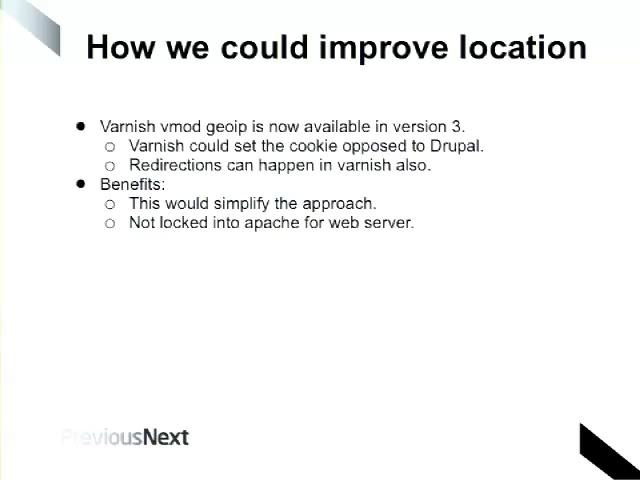 How we could improve location
● Varnish vmod geoip is now available in version 3.
○ Varnish could set the cookie opposed to Drupal.
○ Redirections can happen in varnish also.
● Benefits:
○ This would simplify the approach.
○ Not locked into apache for web server.
PreviousNext